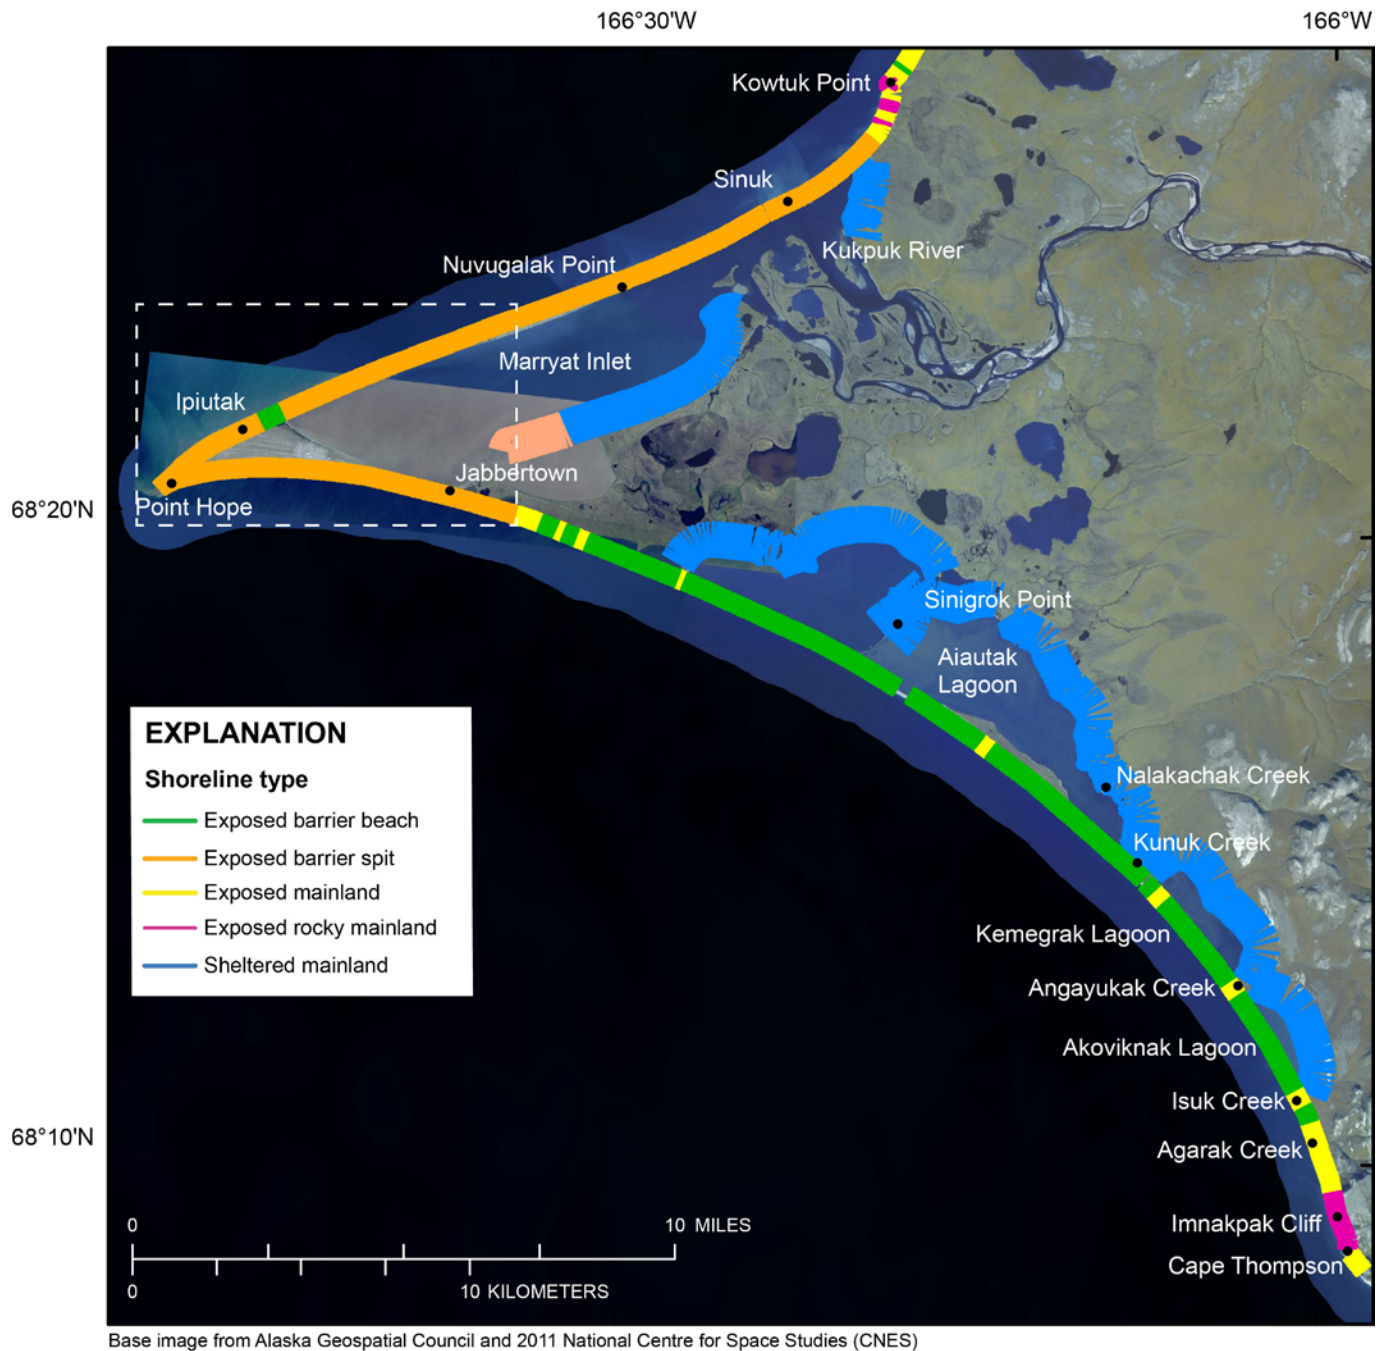 166°30'W
166°W
Kowtuk Point
Sinuk
Kukpuk River
Nuvugalak Point
Marryat Inlet
Ipiutak
Jabbertown
Point Hope
68°20'N
Sinigrok Point
Aiautak
Lagoon
EXPLANATION
Shoreline type
Exposed barrier beach
Exposed barrier spit
Exposed mainland
Exposed rocky mainland
Sheltered mainland
Nalakachak Creek
Kunuk Creek
Kemegrak Lagoon
Angayukak Creek
Akoviknak Lagoon
Isuk Creek
68°10'N
Agarak Creek
Imnakpak Cliff
Cape Thompson
0 10 MILES
0 10 KILOMETERS
Base image from Alaska Geospatial Council and 2011 National Centre for Space Studies (CNES)